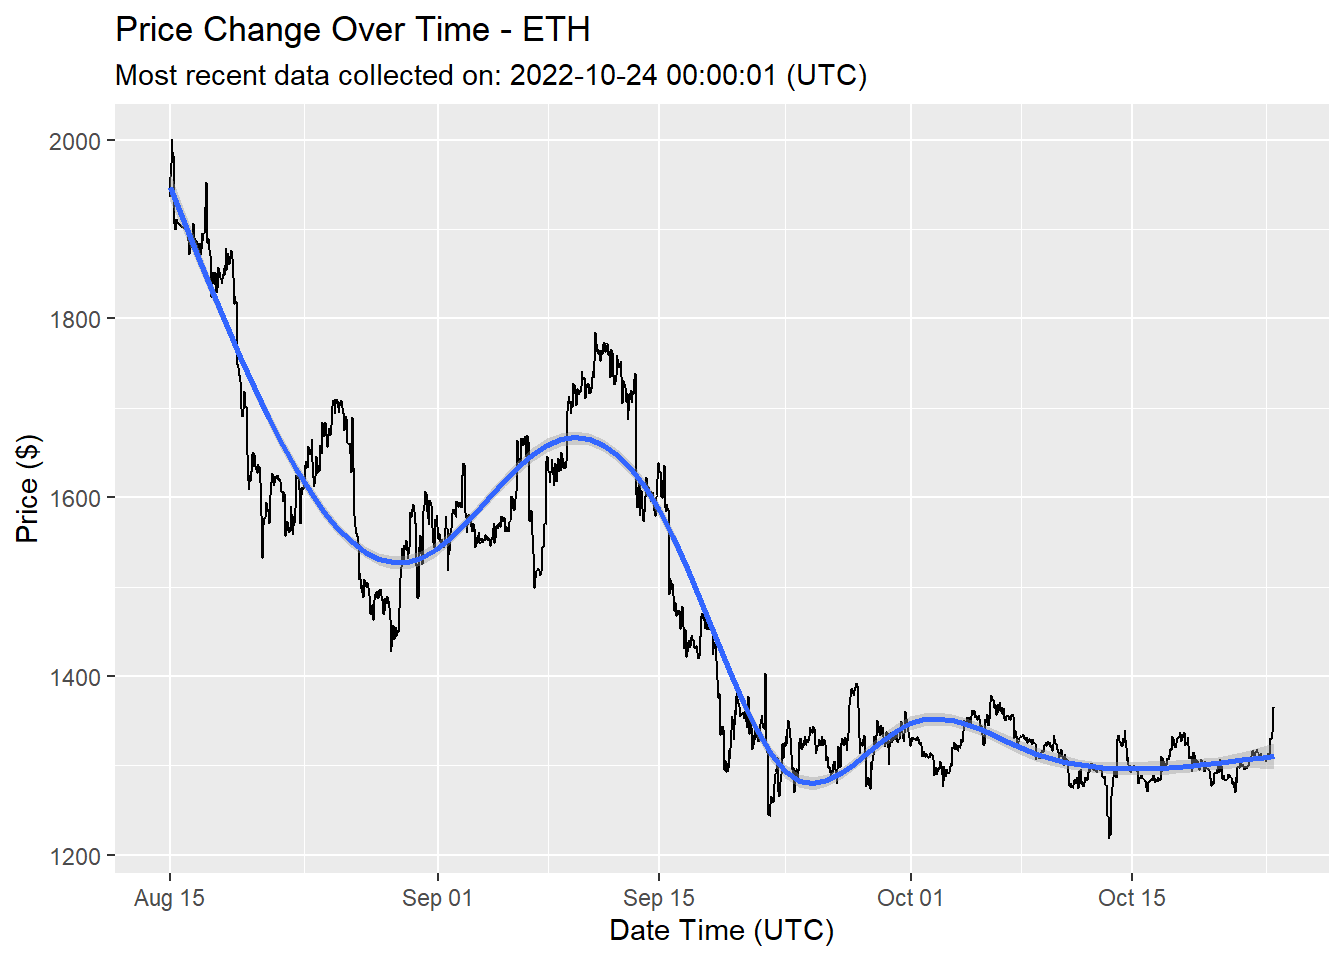 Price Change Over Time - ETH
Most recent data collected on: 2022-10-24 00:00:01 (UTC)
Price ($)
2000
1800
1600
1400
1200
Aug 15
Sep 01
Sep 15
Oct 01
Oct 15
Date Time (UTC)